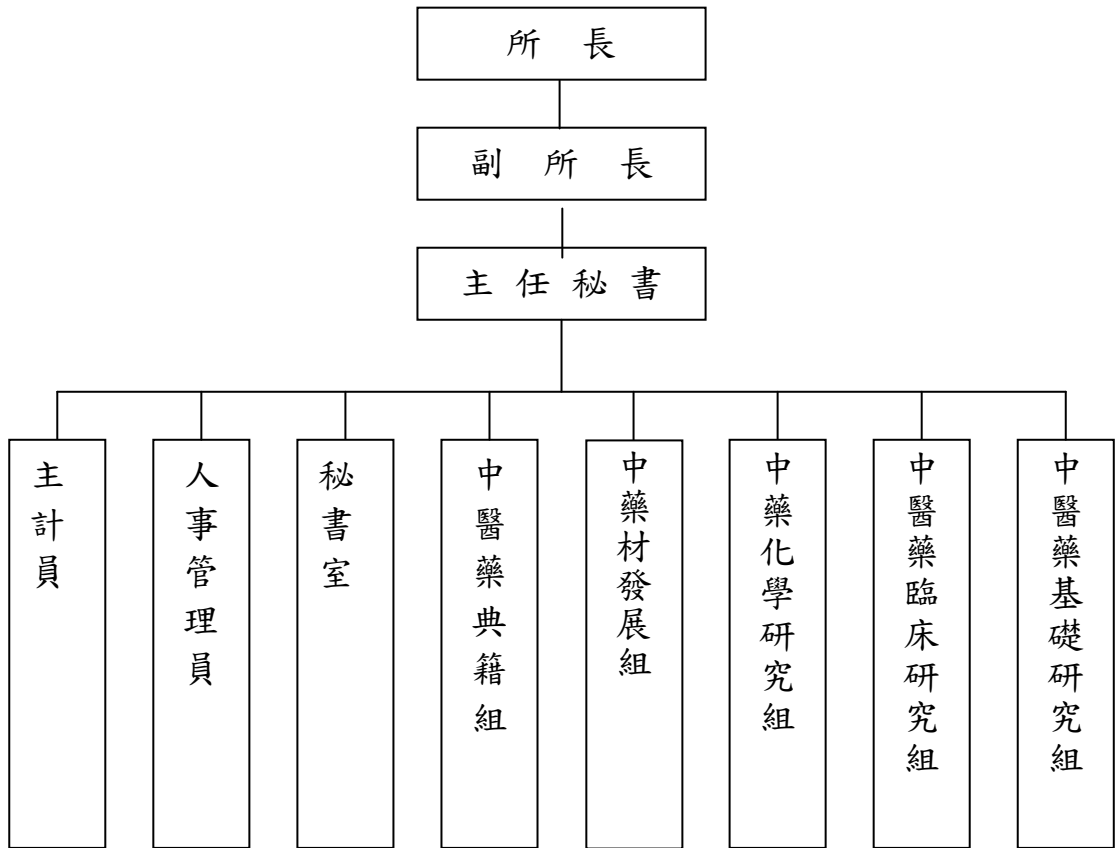 所長
副所長
主任秘書
主計員
人事管理員
秘書室
中醫藥典籍組
中藥材發展組
中藥化學研究組
中醫藥臨床研究組
中醫藥基礎研究組